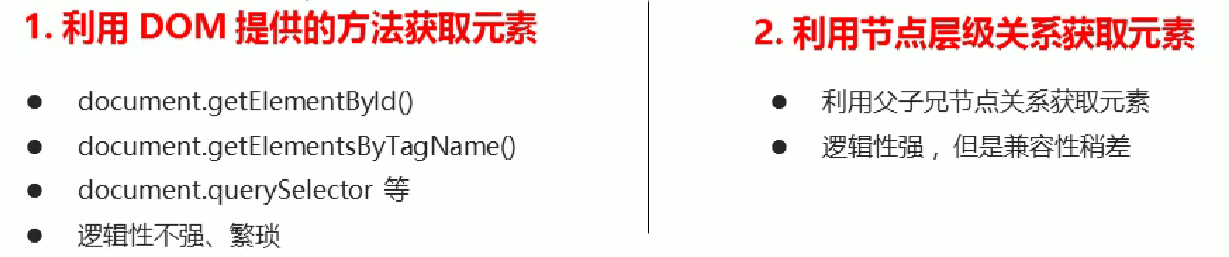 1. 利用 DOM 提供的方法获取元素
● document.getElementById()
● document.getElementsByTagName()
● document.querySelector 等
● 逻辑性不强、繁琐
2. 利用节点层级关系获取元素
● 利用父子兄节点关系获取元素
● 逻辑性强，但是兼容性稍差